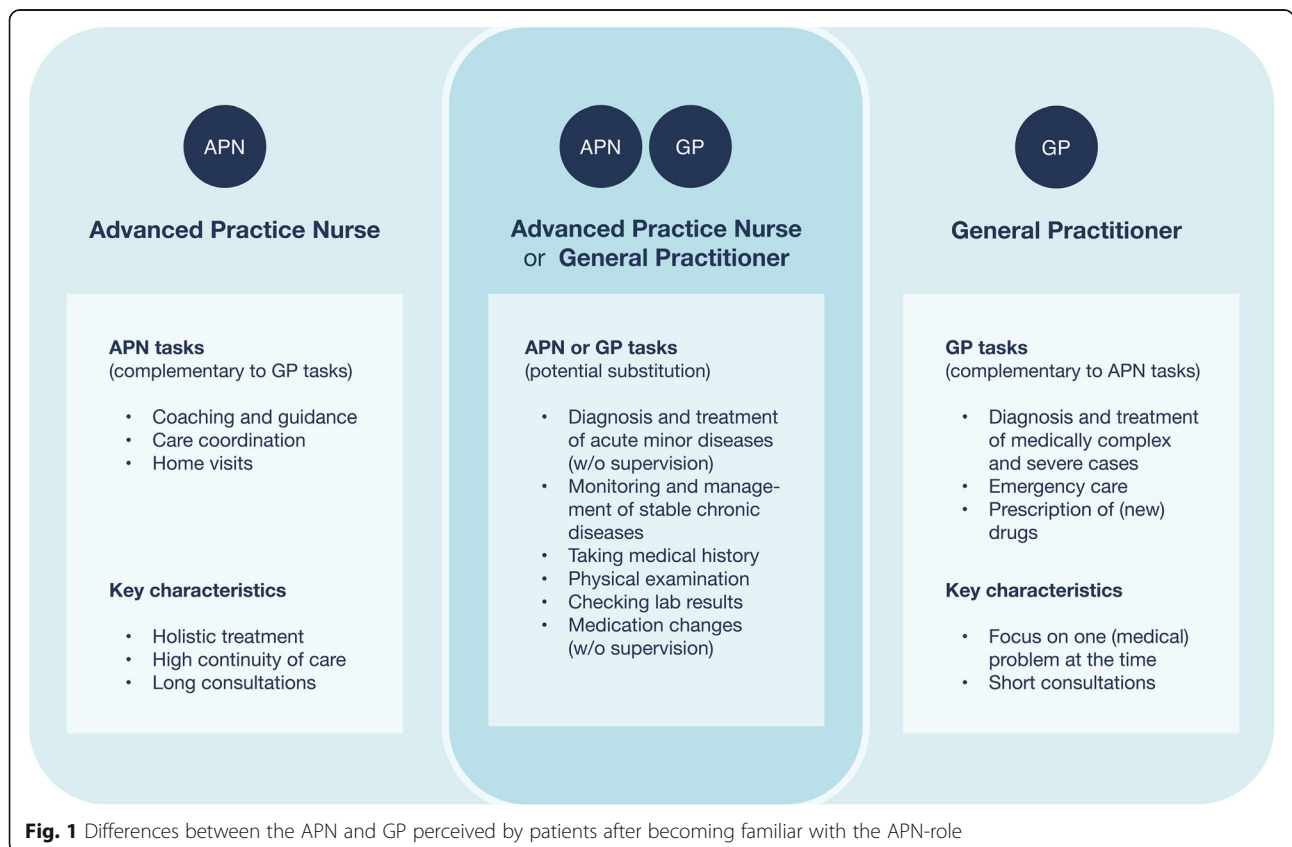 APN
Advanced Practice Nurse
APN tasks
(complementary to GP tasks)
• Coaching and guidance
• Care coordination
• Home visits
Key characteristics
• Holistic treatment
• High continuity of care
• Long consultations
APN GP
Advanced Practice Nurse
or General Practitioner
APN or GP tasks
(potential substitution)
• Diagnosis and treatment
of acute minor diseases
(w/o supervision)
• Monitoring and manage-
ment of stable chronic
diseases
• Taking medical history
• Physical examination
• Checking lab results
• Medication changes
(w/o supervision)
GP
General Practitioner
GP tasks
(complementary to APN tasks)
• Diagnosis and treatment
of medically complex
and severe cases
• Emergency care
• Prescription of (new)
drugs
Key characteristics
• Focus on one (medical)
problem at the time
• Short consultations
Fig. 1 Differences between the APN and GP perceived by patients after becoming familiar with the APN-role